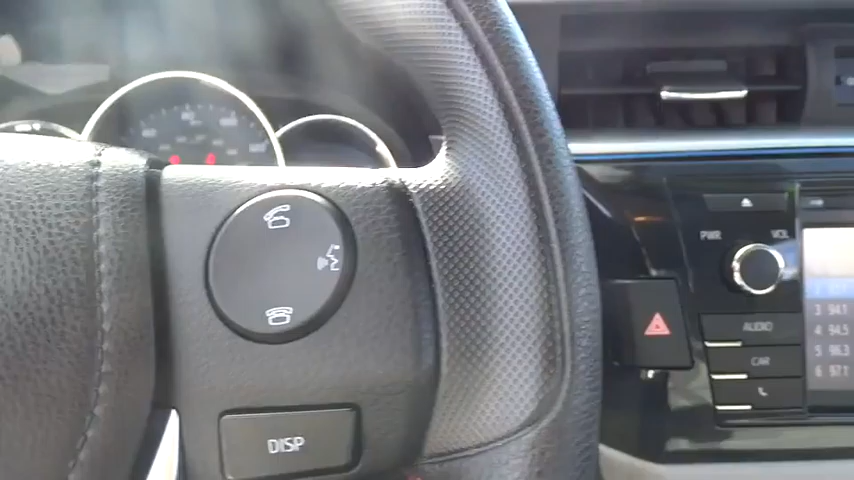 PWR
VOL
AUDIO
CAR
DISP
3 94.1
4 94.5
5 96.3
6 97.1